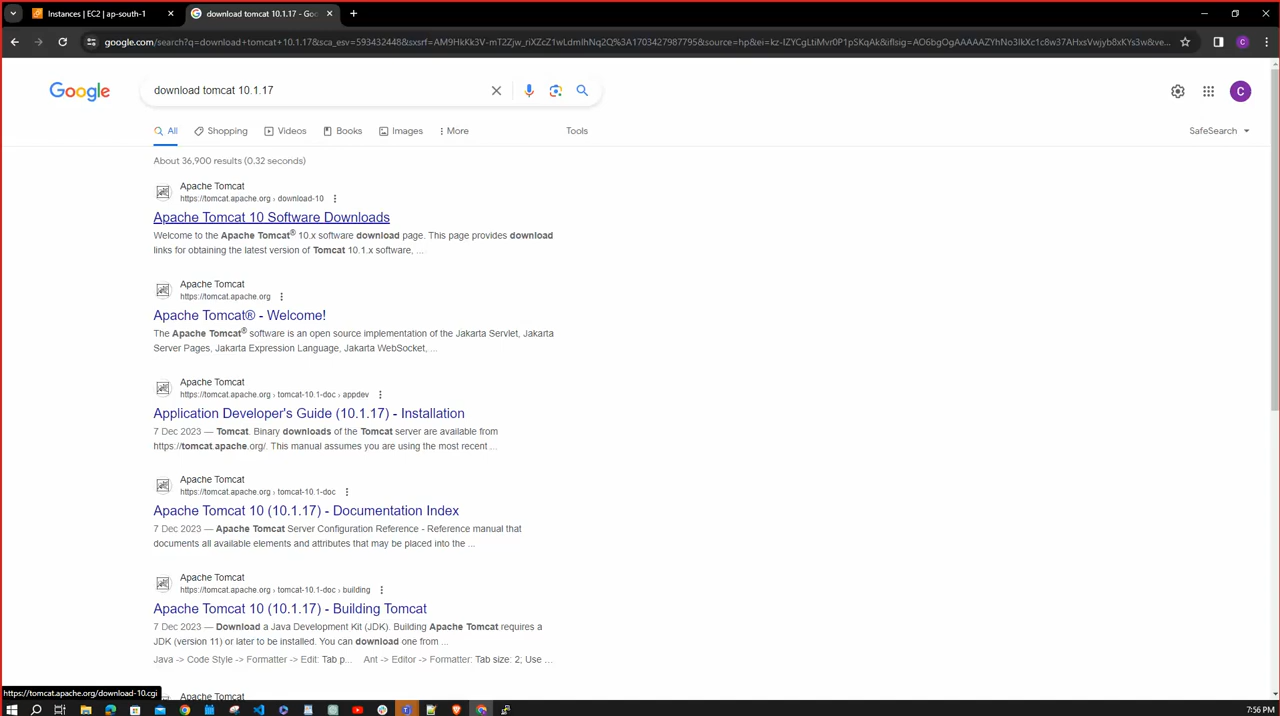 Instances | EC2 | ap-south-1
download tomcat 10.1.17 - Goo
google.com/search?q=download+tomcat+10.1.17&sca_esv=593432448&sxsrf=
Google
download tomcat 10.1.17
C
All
Shopping
Videos
Books
Images
More
Tools
SafeSearch
About 36,900 results (0.32 seconds)
Apache Tomcat
https://tomcat.apache.org › download-10
Apache Tomcat 10 Software Downloads
Welcome to the Apache Tomcat® 10.x software download page. This page provides download
links for obtaining the latest version of Tomcat 10.1.x software, ...
Apache Tomcat
https://tomcat.apache.org
Apache Tomcat® - Welcome!
The Apache Tomcat® software is an open source implementation of the Jakarta Servlet, Jakarta
Server Pages, Jakarta Expression Language, Jakarta WebSocket, ...
Apache Tomcat
https://tomcat.apache.org › tomcat-10.1-doc › appdev
Application Developer's Guide (10.1.17) - Installation
7 Dec 2023 — Tomcat. Binary downloads of the Tomcat server are available from
https://tomcat.apache.org/. This manual assumes you are using the most recent ...
Apache Tomcat
https://tomcat.apache.org › tomcat-10.1-doc
Apache Tomcat 10 (10.1.17) - Documentation Index
7 Dec 2023 — Apache Tomcat Server Configuration Reference - Reference manual that
documents all available elements and attributes that may be placed into the ...
Apache Tomcat
https://tomcat.apache.org › tomcat-10.1-doc › building
Apache Tomcat 10 (10.1.17) - Building Tomcat
7 Dec 2023 — Download a Java Development Kit (JDK). Building Apache Tomcat requires a
JDK (version 11) or later to be installed. You can download one from ...
Java -> Code Style -> Formatter -> Edit: Tab p... Ant -> Editor -> Formatter: Tab size: 2; Use ...
Apache Tomcat
https://tomcat.apache.org/download-10.cgi
7:56 PM